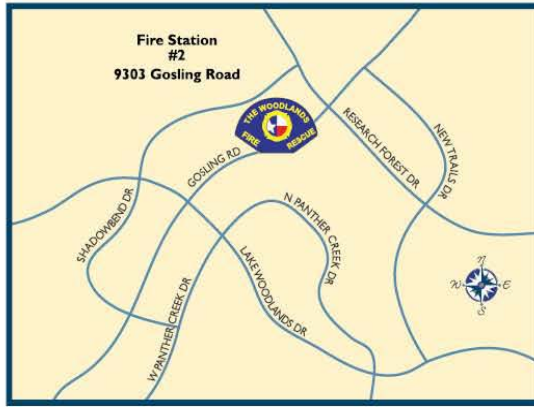 Fire Station
#2
9303 Gosling Road
THE WOODLANDS
FIRE RESCUE
GOSLING RD
RESEARCH FOREST DR
NEW TRAILS DR
SHADOWBEND DR
N PANTHER CREEK DR
LAKE WOODLANDS DR
W PANTHER CREEK DR
N
W E
S